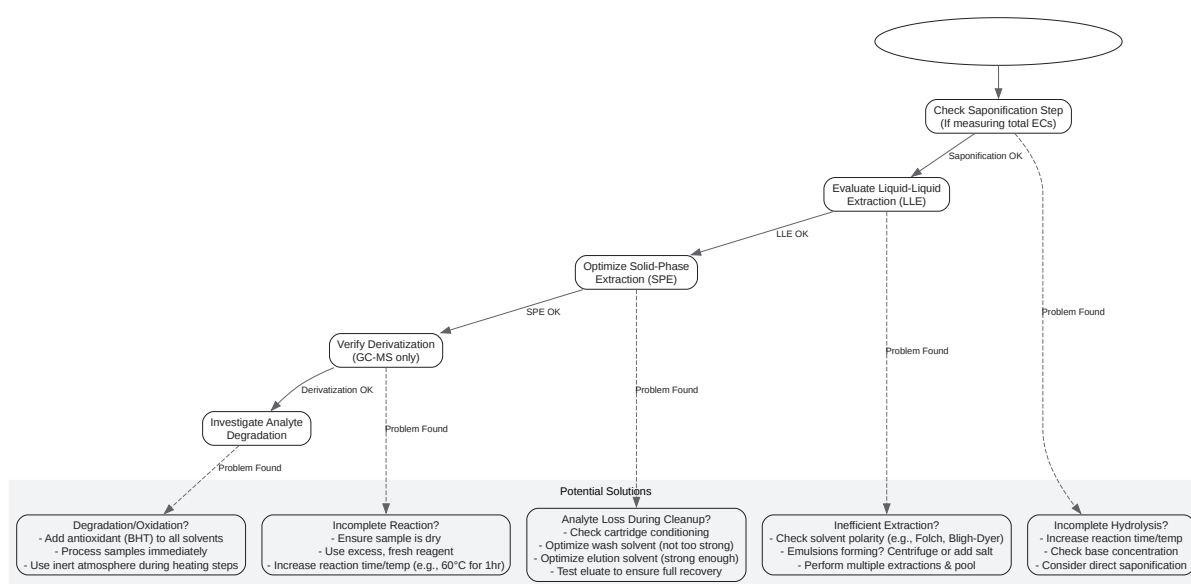 Check Saponification Step
(If measuring total ECs)
Saponification OK
Evaluate Liquid-Liquid
Extraction (LLE)
LLE OK
Optimize Solid-Phase
Extraction (SPE)
SPE OK
Problem Found
Verify Derivatization
(GC-MS only)
Problem Found
Derivatization OK
Problem Found
Investigate Analyte
Degradation
Problem Found
Problem Found
Potential Solutions
Degradation/Oxidation?
- Add antioxidant (BHT) to all solvents
- Process samples immediately
- Use inert atmosphere during heating steps
Incomplete Reaction?
- Ensure sample is dry
- Use excess, fresh reagent
- Increase reaction time/temp (e.g., 60°C for 1hr)
Analyte Loss During Cleanup?
- Check cartridge conditioning
- Optimize wash solvent (not too strong)
- Optimize elution solvent (strong enough)
- Test eluate to ensure full recovery
Inefficient Extraction?
- Check solvent polarity (e.g., Folch, Bligh-Dyer)
- Emulsions forming? Centrifuge or add salt
- Perform multiple extractions & pool
Incomplete Hydrolysis?
- Increase reaction time/temp
- Check base concentration
- Consider direct saponification